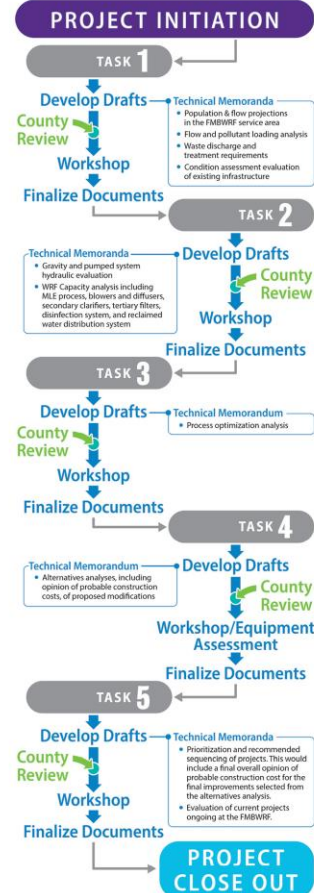 PROJECT INITIATION
TASK 1
Develop Drafts
Technical Memoranda
• Population & flow projections
in the FMBWRF service area
• Flow and pollutant loading analysis
• Waste discharge and
treatment requirements
• Condition assessment evaluation
of existing infrastructure
County
Review
Workshop
Finalize Documents
TASK 2
Develop Drafts
Technical Memoranda
• Gravity and pumped system
hydraulic evaluation
• WRF Capacity analysis including
MLE process, blowers and diffusers,
secondary clarifiers, tertiary filters,
disinfection system, and reclaimed
water distribution system
County
Review
Workshop
Finalize Documents
TASK 3
Develop Drafts
Technical Memorandum
• Process optimization analysis
County
Review
Workshop
Finalize Documents
TASK 4
Develop Drafts
Technical Memorandum
• Alternatives analyses, including
opinion of probable construction
costs, of proposed modifications
County
Review
Workshop/Equipment
Assessment
Finalize Documents
TASK 5
Develop Drafts
Technical Memoranda
• Prioritization and recommended
sequencing of projects. This would
include a final overall opinion of
probable construction cost for the
final improvements selected from
the alternatives analysis.
• Evaluation of current projects
ongoing at the FMBWRF.
County
Review
Workshop
Finalize Documents
PROJECT
CLOSE OUT